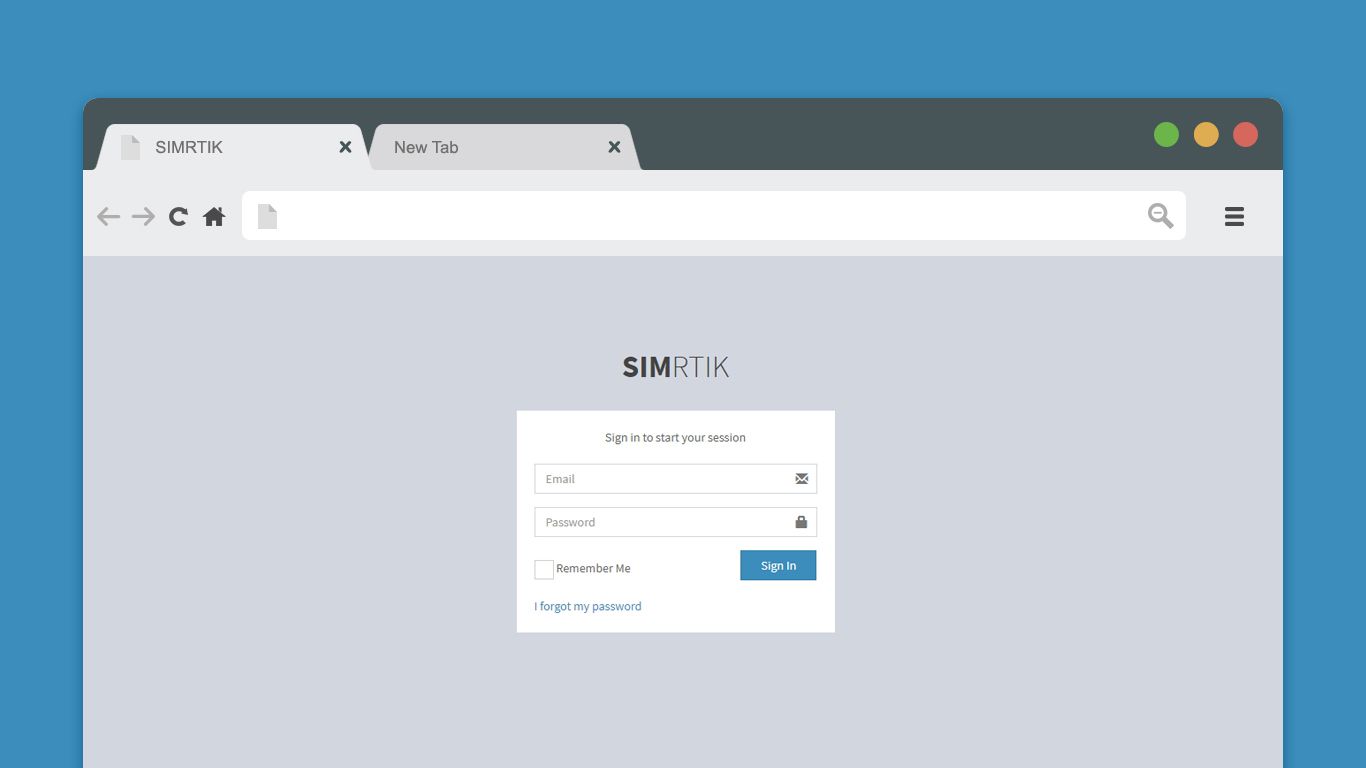 SIMRTIK
New Tab
SIMRTIK
Sign in to start your session
Email
Password
Remember Me
Sign In
I forgot my password